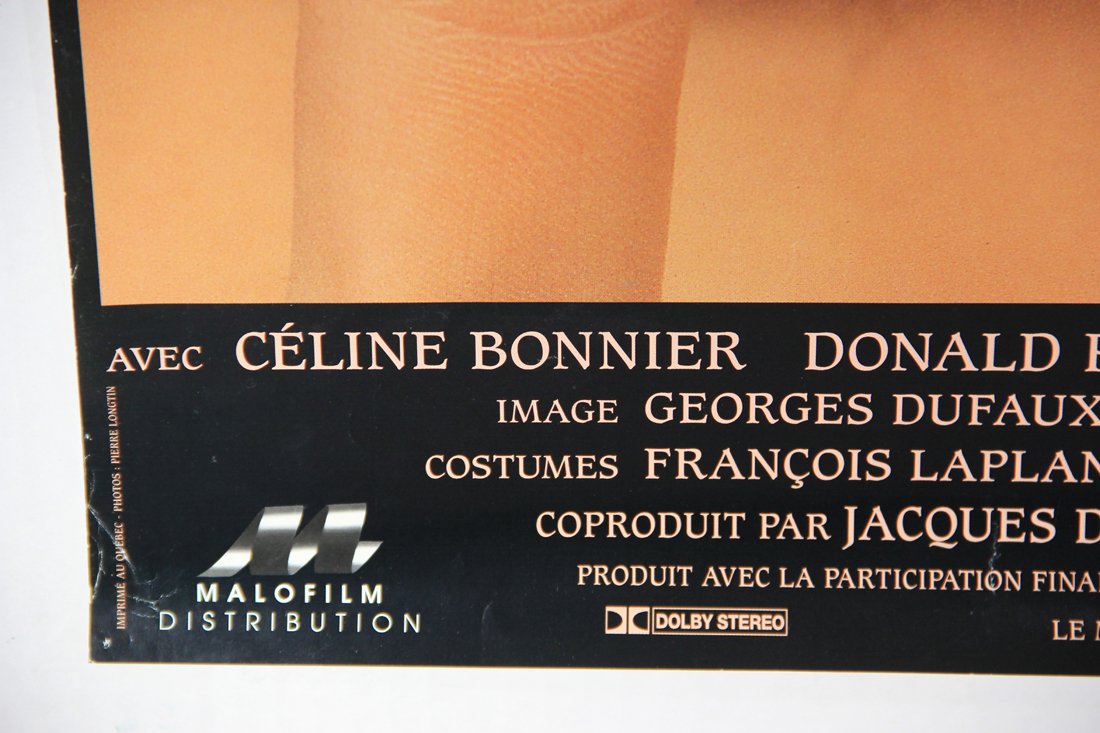 AVEC CÉLINE BONNIER DONALD
IMAGE GEORGES DUFAUX
COSTUMES FRANÇOIS LAPLAN
COPRODUIT PAR JACQUES D
PRODUIT AVEC LA PARTICIPATION FINA
DOLBY STEREO
LE
MALOFILM
DISTRIBUTION
IMPRIMÉ AU QUÉBEC - PHOTOS : PIERRE LONGTIN